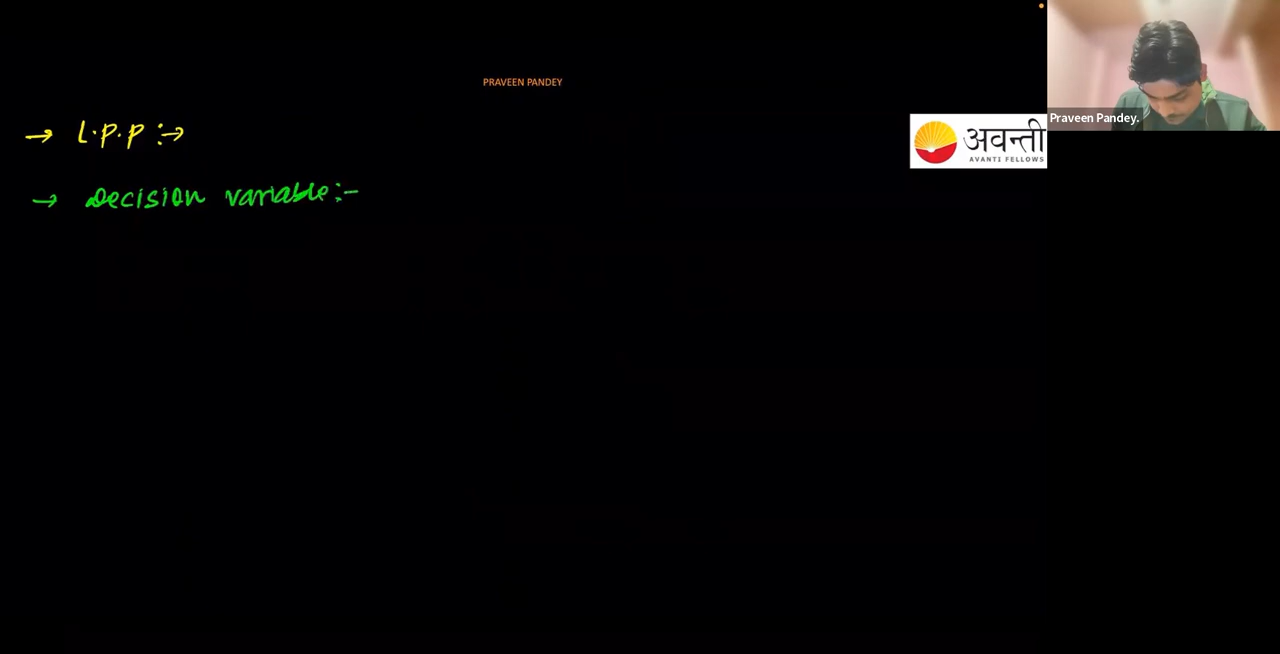 PRAVEEN PANDEY
→ L.P.P :→
→ Decision variable:-
अवन्ती
AVANTI FELLOWS
Praveen Pandey.